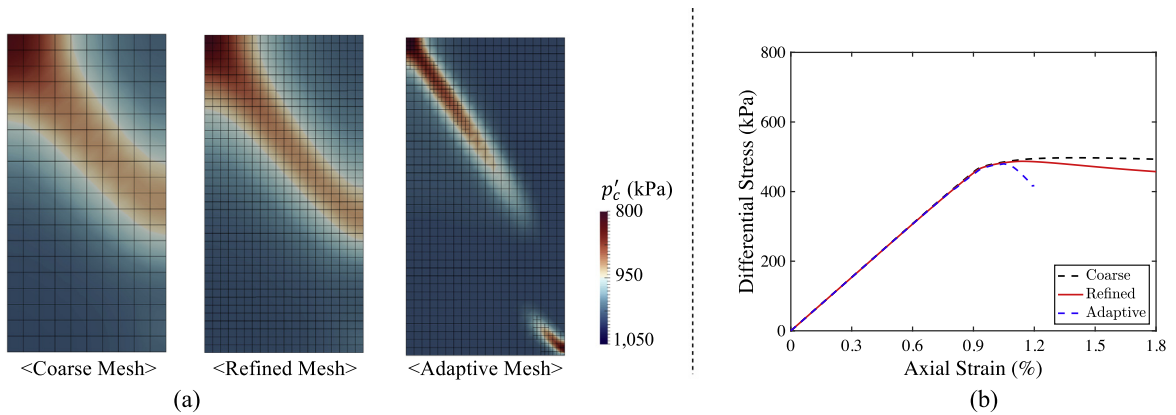 <Coarse Mesh>
<Refined Mesh>
<Adaptive Mesh>
p′c (kPa)
800
950
1,050
(a)
Differential Stress (kPa)
800
600
400
200
0
0 0.3 0.6 0.9 1.2 1.5 1.8
Axial Strain (%)
Coarse
Refined
Adaptive
(b)